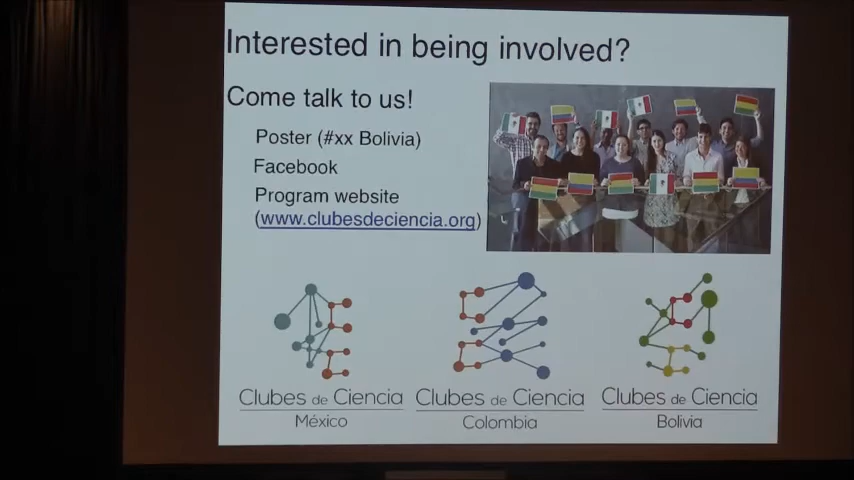 Interested in being involved?
Come talk to us!
Poster (#xx Bolivia)
Facebook
Program website
(www.clubesdeciencia.org)
Clubes de Ciencia
México
Clubes de Ciencia
Colombia
Clubes de Ciencia
Bolivia